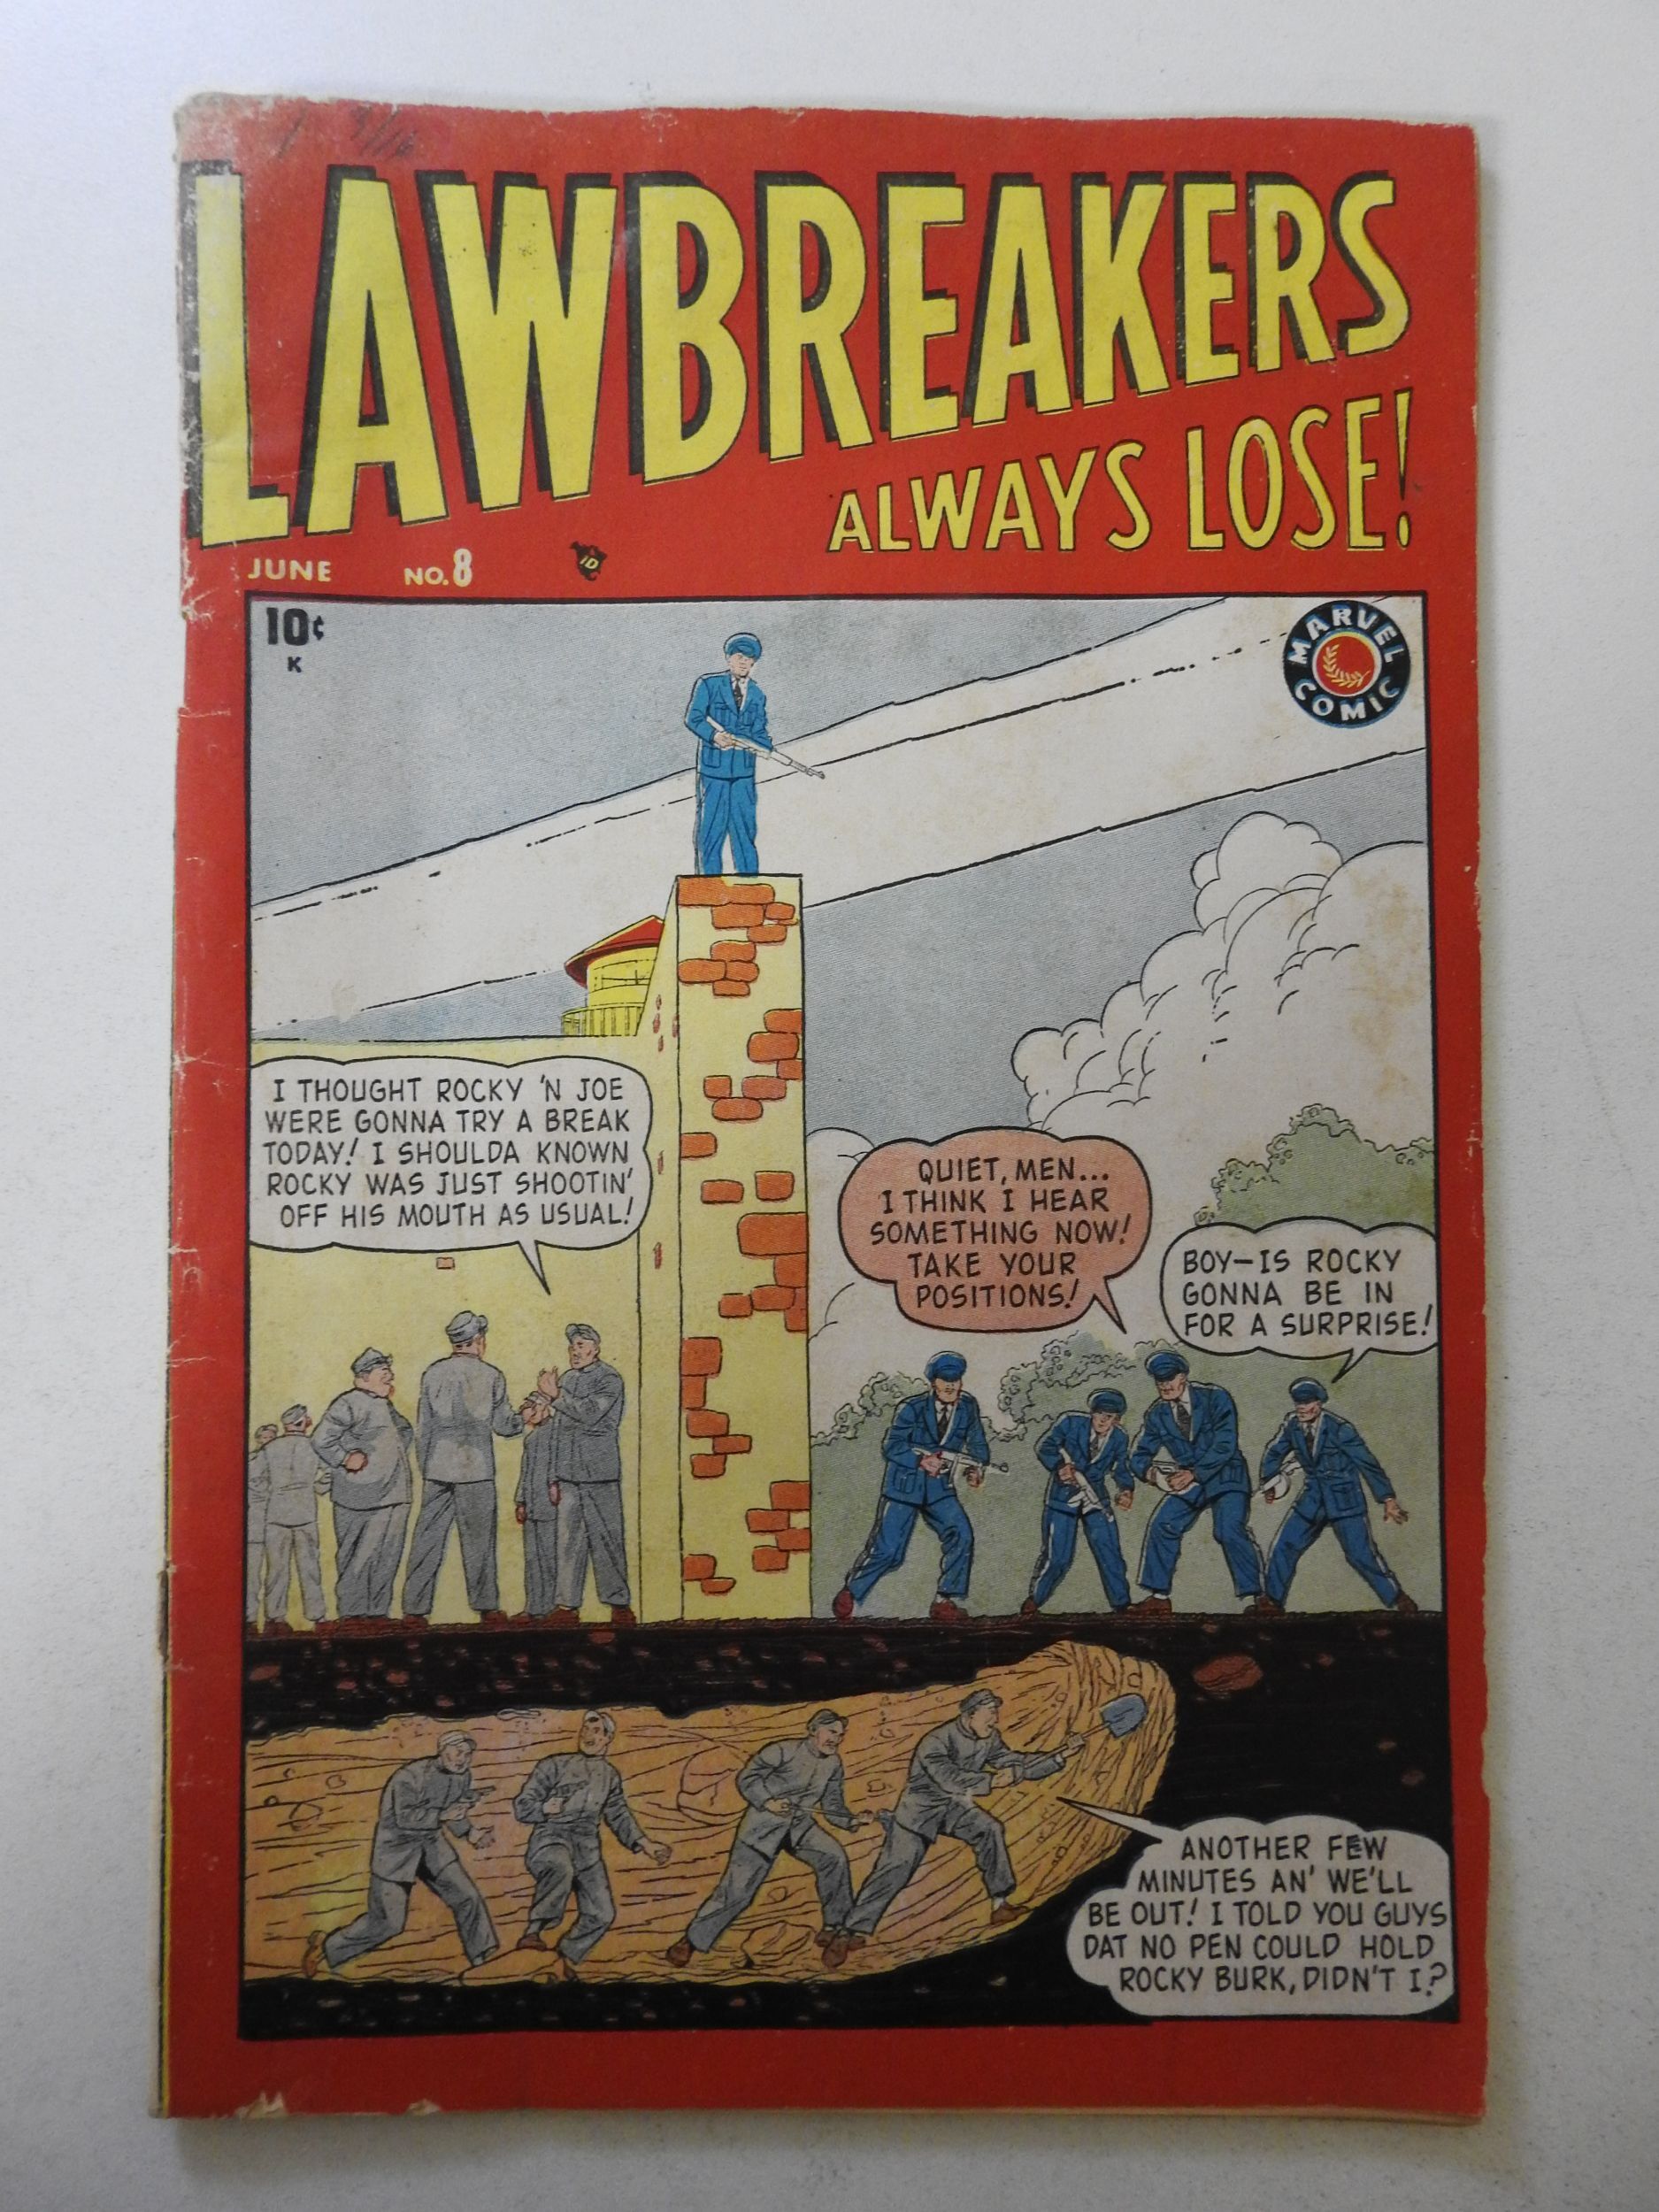 LAWBREAKERS
ALWAYS LOSE!
JUNE NO. 8 ID
10¢
K
MARVEL
COMIC
I THOUGHT ROCKY 'N JOE
WERE GONNA TRY A BREAK
TODAY! I SHOULDA KNOWN
ROCKY WAS JUST SHOOTIN'
OFF HIS MOUTH AS USUAL!
QUIET, MEN...
I THINK I HEAR
SOMETHING NOW!
TAKE YOUR
POSITIONS!
BOY—IS ROCKY
GONNA BE IN
FOR A SURPRISE!
ANOTHER FEW
MINUTES AN' WE'LL
BE OUT! I TOLD YOU GUYS
DAT NO PEN COULD HOLD
ROCKY BURK, DIDN'T I?